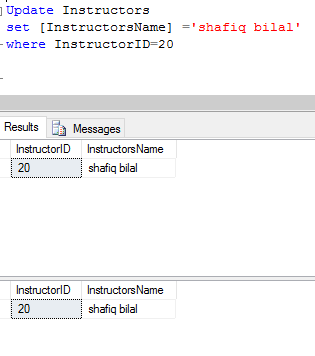 Update Instructors
set [InstructorsName] ='shafiq bilal'
where InstructorID=20
Results Messages
InstructorID InstructorsName
20 shafiq bilal
InstructorID InstructorsName
20 shafiq bilal